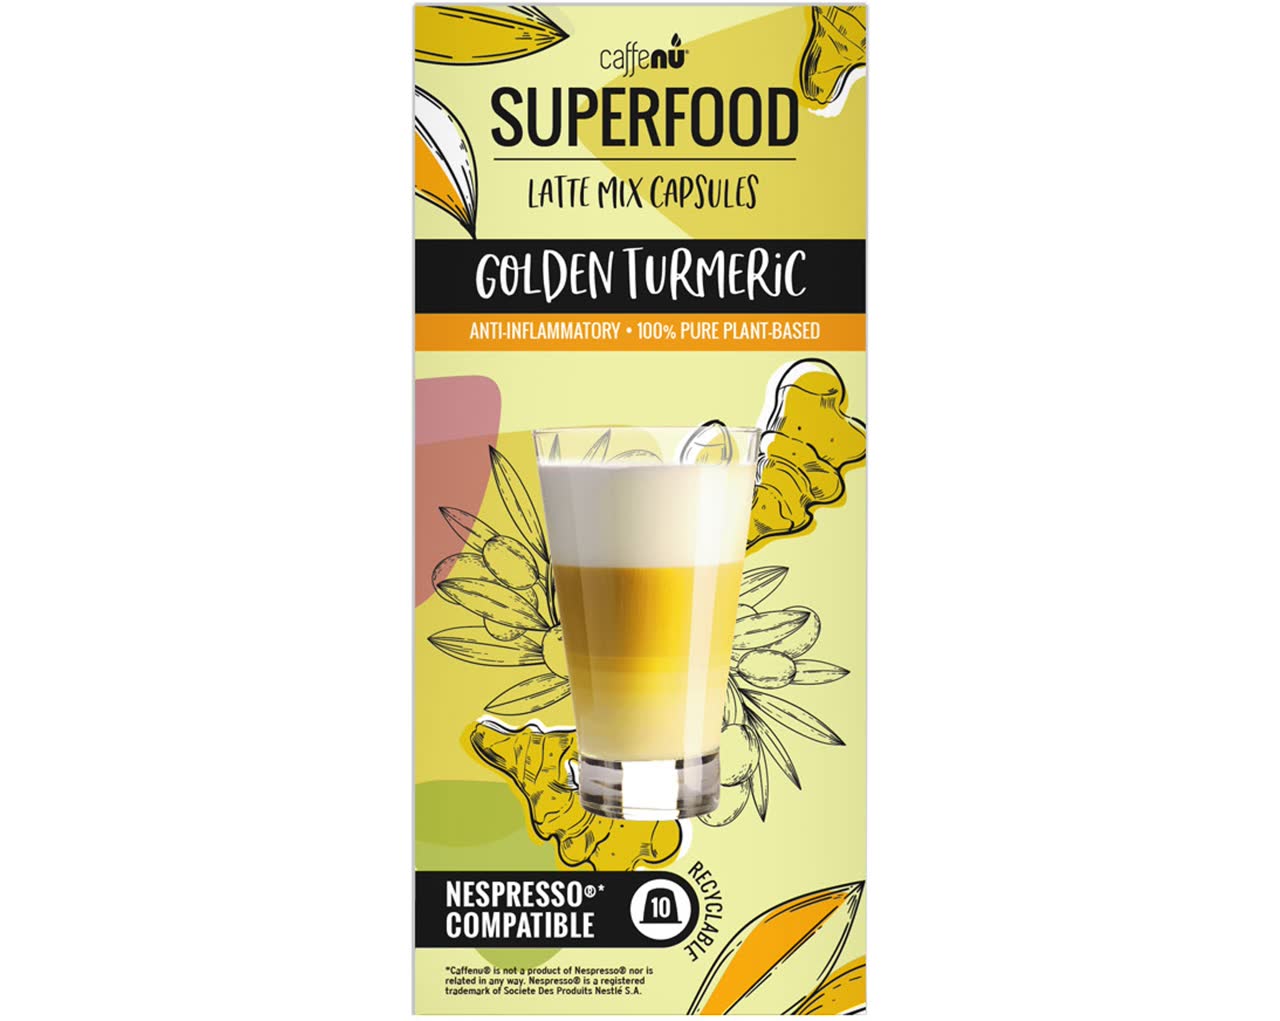 caffenu®
SUPERFOOD
LATTE MIX CAPSULES
GOLDEN TURMERIC
ANTI-INFLAMMATORY • 100% PURE PLANT-BASED
NESPRESSO®*
COMPATIBLE
10
RECYCLABLE
*Caffenu® is not a product of Nespresso® nor is
related in any way. Nespresso® is a registered
trademark of Societe Des Produits Nestlé S.A.